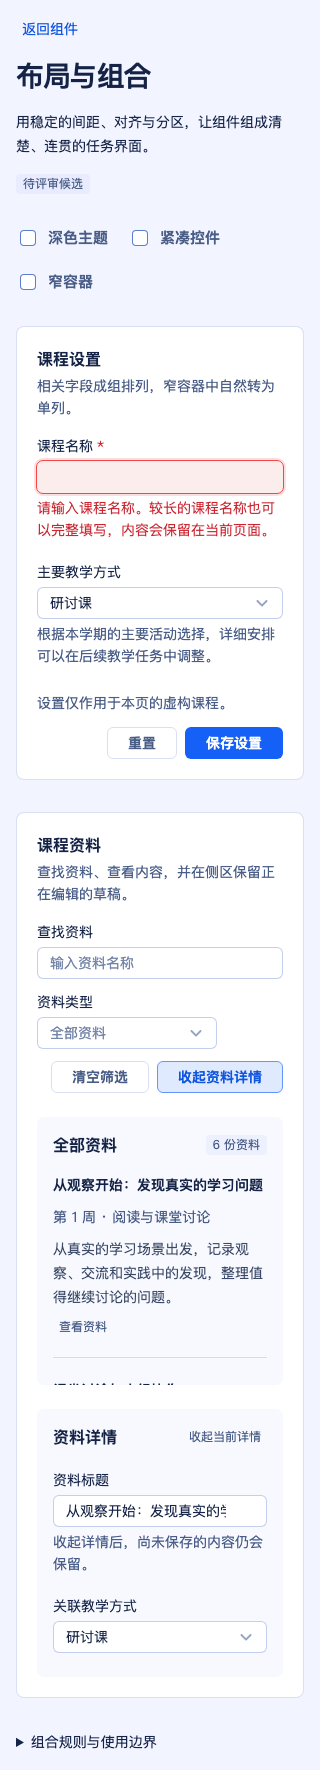 返回组件
布局与组合
用稳定的间距、对齐与分区，让组件组成清
楚、连贯的任务界面。
待评审候选
深色主题
紧凑控件
窄容器
课程设置
相关字段成组排列，窄容器中自然转为
单列。
课程名称 *
请输入课程名称。较长的课程名称也可
以完整填写，内容会保留在当前页面。
主要教学方式
研讨课
根据本学期的主要活动选择，详细安排
可以在后续教学任务中调整。
设置仅作用于本页的虚构课程。
重置
保存设置
课程资料
查找资料、查看内容，并在侧区保留正
在编辑的草稿。
查找资料
输入资料名称
资料类型
全部资料
清空筛选
收起资料详情
全部资料
6 份资料
从观察开始：发现真实的学习问题
第 1 周 · 阅读与课堂讨论
从真实的学习场景出发，记录观
察、交流和实践中的发现，整理值
得继续讨论的问题。
查看资料
资料详情
收起当前详情
资料标题
从观察开始：发现真实的
收起详情后，尚未保存的内容仍会
保留。
关联教学方式
研讨课
组合规则与使用边界